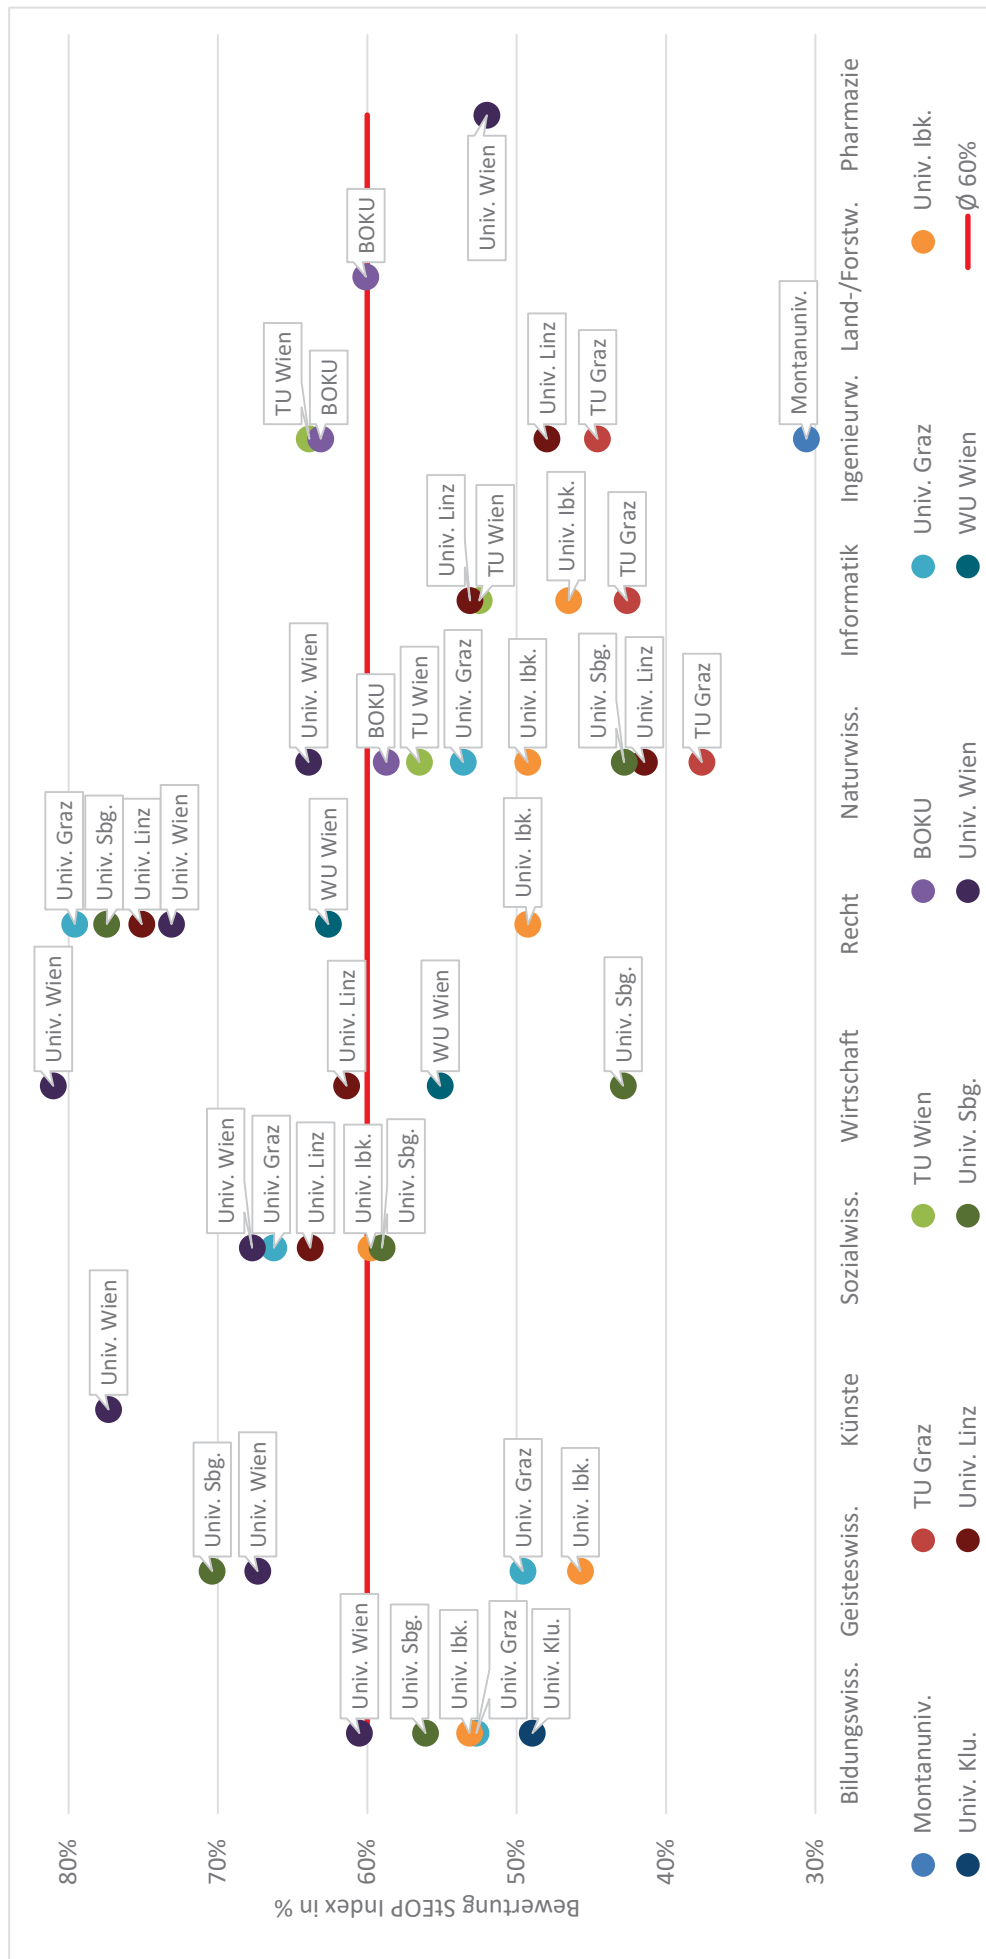 Bewertung StEOP Index in %
80%
70%
60%
50%
40%
30%
Univ. Wien
Univ. Sbg.
Univ. Ibk.
Univ. Graz
Univ. Klu.
Univ. Sbg.
Univ. Wien
Univ. Graz
Univ. Ibk.
Univ. Wien
Univ. Wien
Univ. Graz
Univ. Linz
Univ. Ibk.
Univ. Sbg.
Univ. Wien
Univ. Linz
WU Wien
Univ. Sbg.
Univ. Graz
Univ. Sbg.
Univ. Linz
Univ. Wien
WU Wien
Univ. Ibk.
Univ. Wien
BOKU
TU Wien
Univ. Graz
Univ. Ibk.
Univ. Sbg.
Univ. Linz
TU Graz
Univ. Linz
TU Wien
Univ. Ibk.
TU Graz
TU Wien
BOKU
Univ. Linz
TU Graz
Montanuniv.
BOKU
Univ. Wien
Bildungswiss. Geisteswiss. Künste Sozialwiss. Wirtschaft Recht Naturwiss. Informatik Ingenieurw. Land-/Forstw. Pharmazie
Montanuniv. TU Graz TU Wien BOKU Univ. Graz Univ. Ibk.
Univ. Klu. Univ. Linz Univ. Sbg. Univ. Wien WU Wien Ø 60%